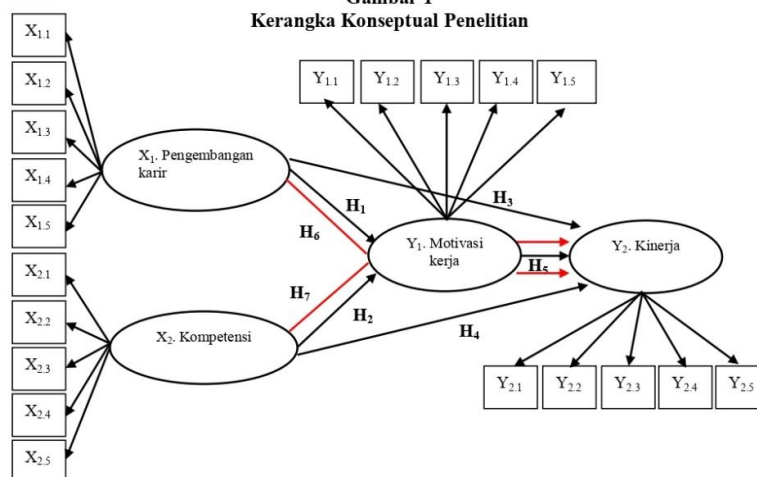 Gambar 1
Kerangka Konseptual Penelitian
X1.1
X1.2
X1.3
X1.4
X1.5
X2.1
X2.2
X2.3
X2.4
X2.5
Y1.1
Y1.2
Y1.3
Y1.4
Y1.5
X1. Pengembangan
karir
X2. Kompetensi
H1
H6
H7
H2
H3
H4
Y1. Motivasi
kerja
H5
Y2. Kinerja
Y2.1
Y2.2
Y2.3
Y2.4
Y2.5